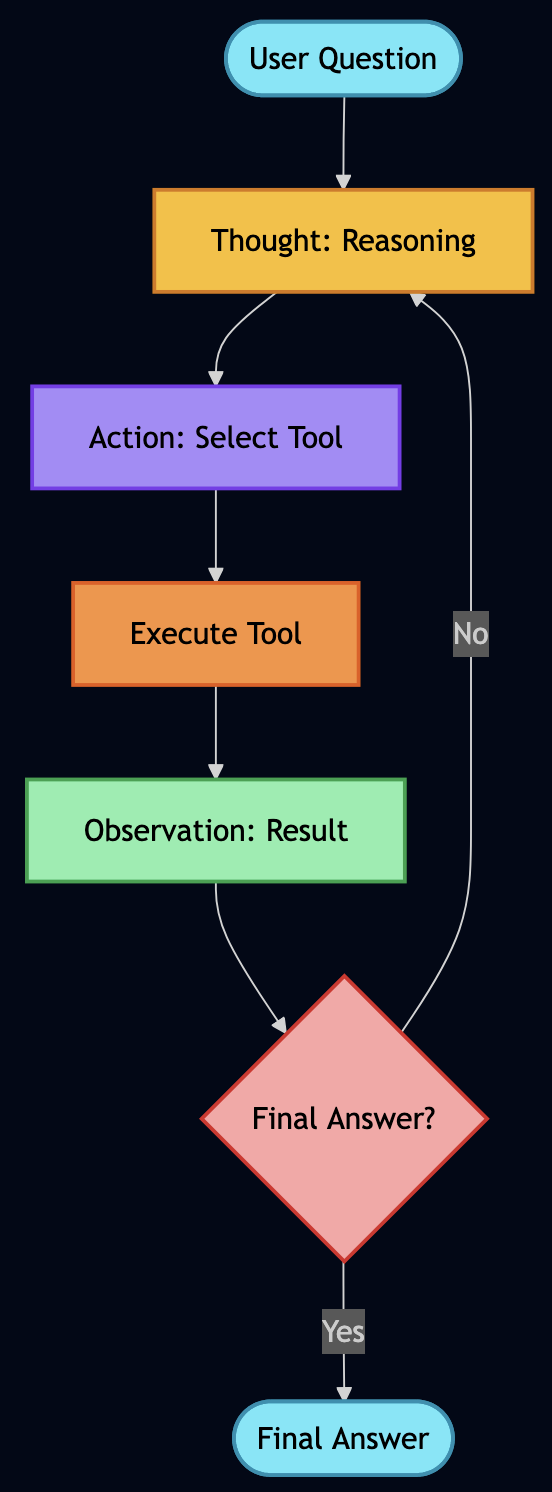 User Question
Thought: Reasoning
Action: Select Tool
Execute Tool
No
Observation: Result
Final Answer?
Yes
Final Answer